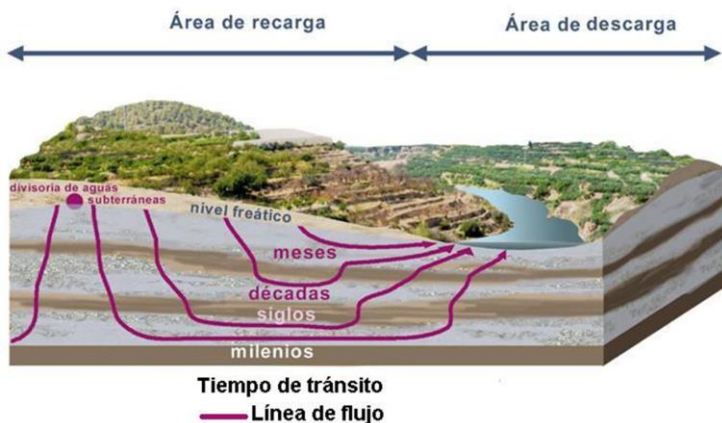 Área de recarga
Área de descarga
divisoria de aguas
subterráneas
nivel freático
meses
décadas
siglos
milenios
Tiempo de tránsito
Línea de flujo